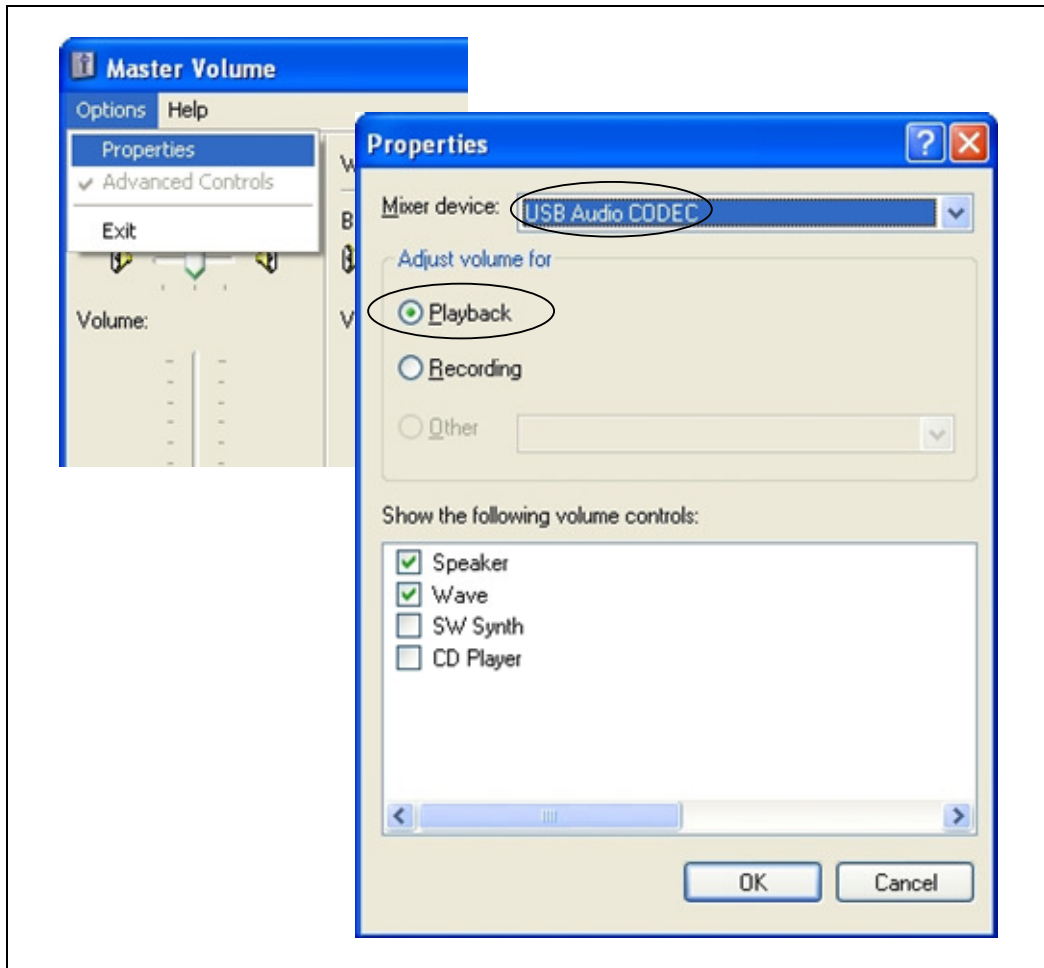 Master Volume
Options Help
Properties
Advanced Controls
Exit
Volume:
W
B
V
Properties
Mixer device: USB Audio CODEC
Adjust volume for
Playback
Recording
Other
Show the following volume controls:
Speaker
Wave
SW Synth
CD Player
OK Cancel